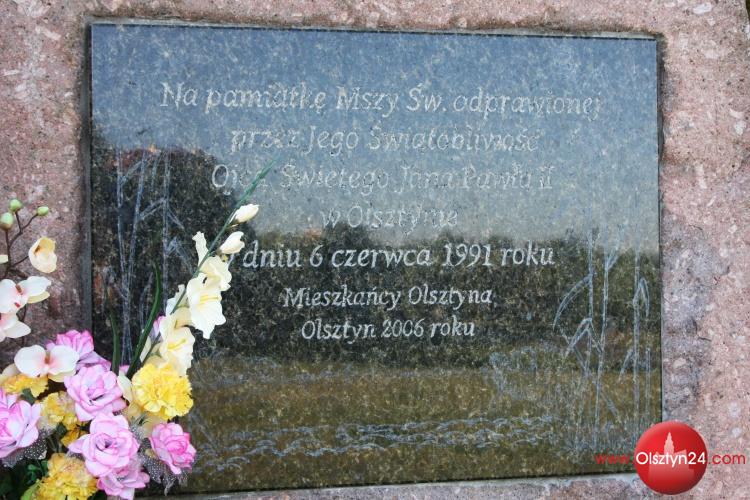 Na pamiątkę Mszy Św. odprawionej
przez Jego Świątobliwość
Ojca Świętego Jana Pawła II
w Olsztynie
dniu 6 czerwca 1991 roku
Mieszkańcy Olsztyna
Olsztyn 2006 roku
www.Olsztyn24.com